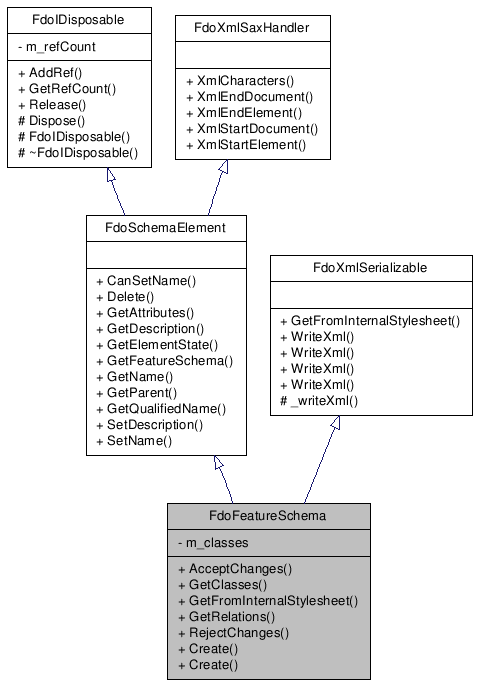 FdoIDisposable
- m_refCount
+ AddRef()
+ GetRefCount()
+ Release()
# Dispose()
# FdoIDisposable()
# ~FdoIDisposable()
FdoXmlSaxHandler
+ XmlCharacters()
+ XmlEndDocument()
+ XmlEndElement()
+ XmlStartDocument()
+ XmlStartElement()
FdoSchemaElement
+ CanSetName()
+ Delete()
+ GetAttributes()
+ GetDescription()
+ GetElementState()
+ GetFeatureSchema()
+ GetName()
+ GetParent()
+ GetQualifiedName()
+ SetDescription()
+ SetName()
FdoXmlSerializable
+ GetFromInternalStylesheet()
+ WriteXml()
+ WriteXml()
+ WriteXml()
+ WriteXml()
# _writeXml()
FdoFeatureSchema
- m_classes
+ AcceptChanges()
+ GetClasses()
+ GetFromInternalStylesheet()
+ GetRelations()
+ RejectChanges()
+ Create()
+ Create()